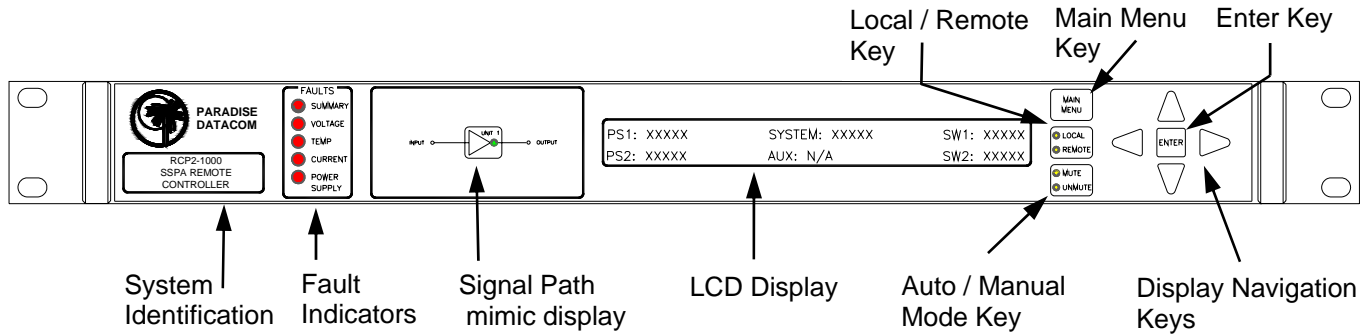 Local / Remote
Key
Main Menu
Key
Enter Key
PARADISE
DATACOM
RCP2-1000
SSPA REMOTE
CONTROLLER
FAULTS
SUMMARY
VOLTAGE
TEMP
CURRENT
POWER
SUPPLY
INPUT
UNIT 1
OUTPUT
PS1: XXXXX SYSTEM: XXXXX SW1: XXXXX
PS2: XXXXX AUX: N/A SW2: XXXXX
MAIN
MENU
LOCAL
REMOTE
MUTE
UNMUTE
ENTER
System
Identification
Fault
Indicators
Signal Path
mimic display
LCD Display
Auto / Manual
Mode Key
Display Navigation
Keys